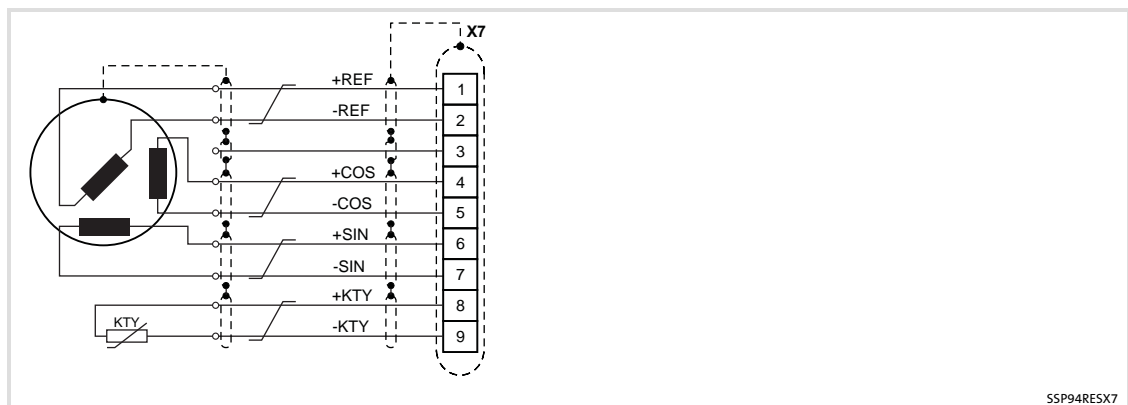 X7
+REF
1
-REF
2
3
+COS
4
-COS
5
+SIN
6
-SIN
7
+KTY
8
KTY
-KTY
9
SSP94RESX7